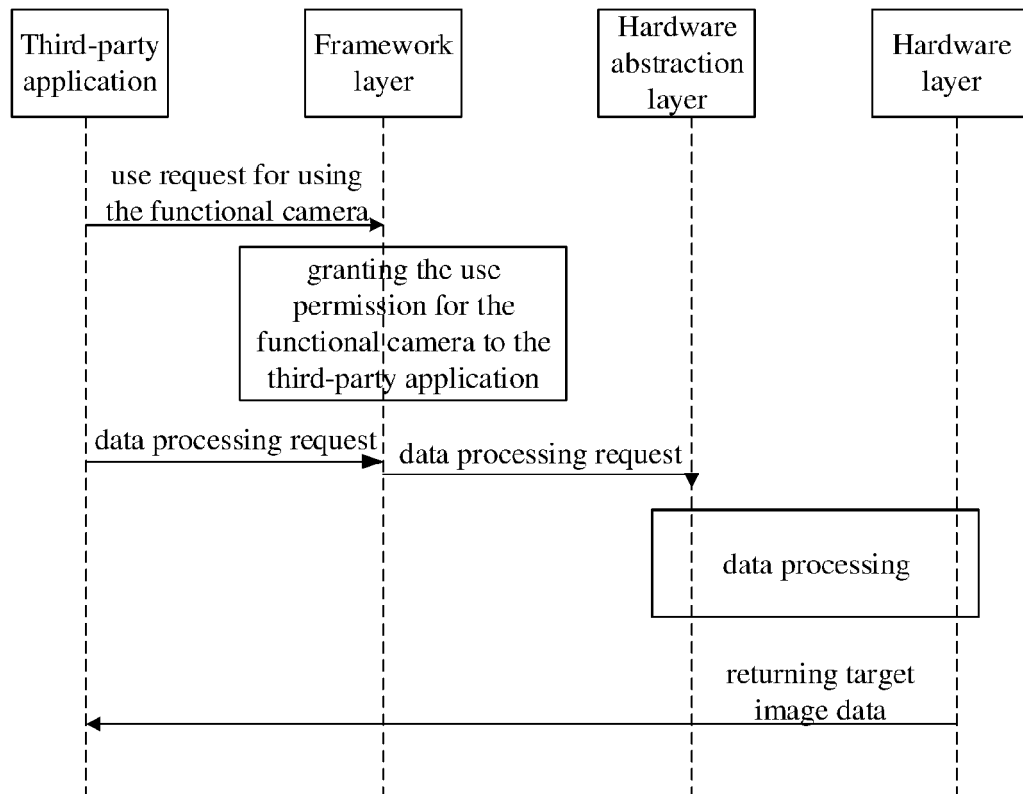 Third-party
application
Framework
layer
Hardware
abstraction
layer
Hardware
layer
use request for using
the functional camera
granting the use
permission for the
functional camera to the
third-party application
data processing request
data processing request
data processing
returning target
image data